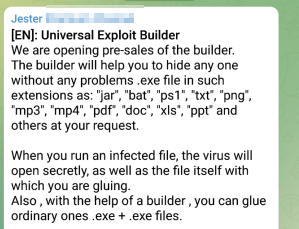 Jester
[EN]: Universal Exploit Builder
We are opening pre-sales of the builder.
The builder will help you to hide any one
without any problems .exe file in such
extensions as: "jar", "bat", "ps1", "txt", "png",
"mp3", "mp4", "pdf", "doc", "xls", "ppt" and
others at your request.
When you run an infected file, the virus will
open secretly, as well as the file itself with
which you are gluing.
Also , with the help of a builder , you can glue
ordinary ones .exe + .exe files.